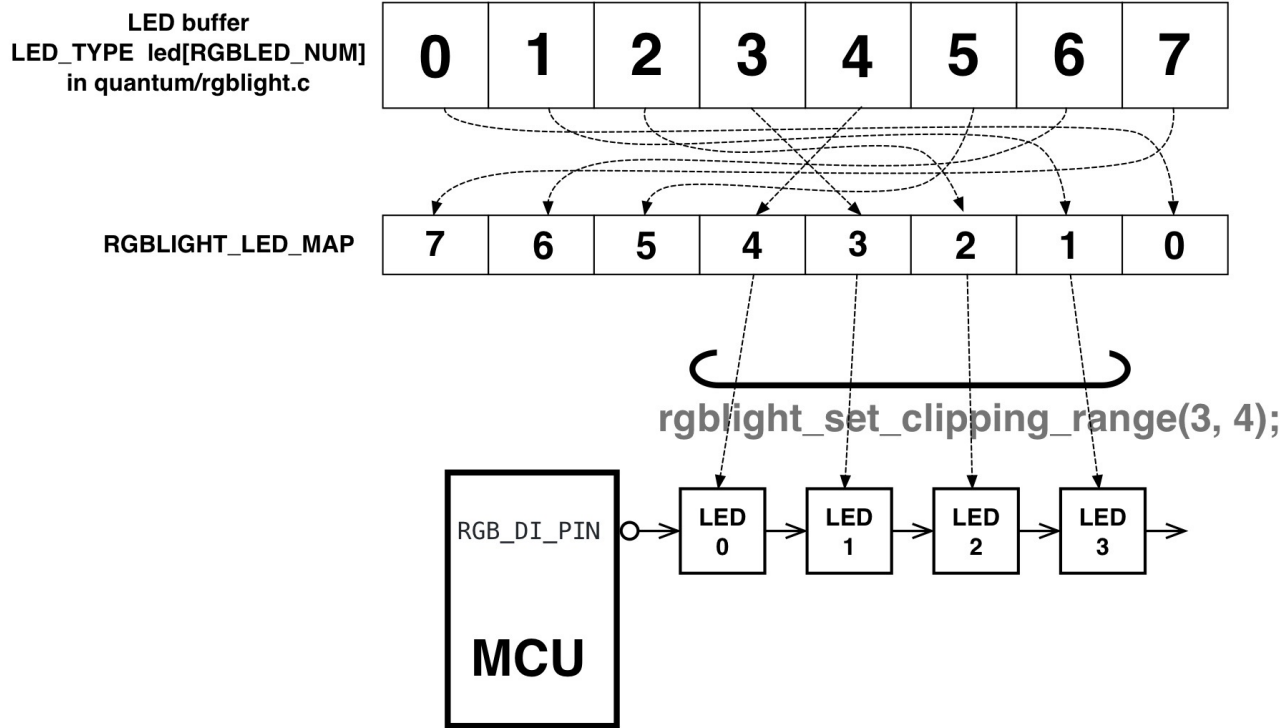 LED buffer
LED_TYPE led[RGBLED_NUM]
in quantum/rgblight.c
0 1 2 3 4 5 6 7
RGBLIGHT_LED_MAP
7 6 5 4 3 2 1 0
rgblight_set_clipping_range(3, 4);
RGB_DI_PIN
MCU
LED
0
LED
1
LED
2
LED
3